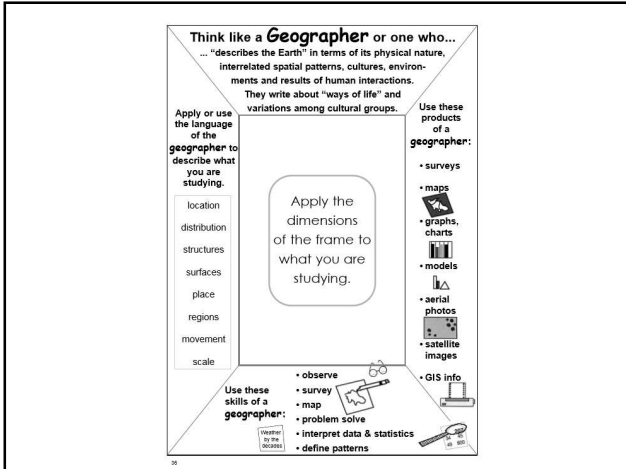 Think like a Geographer or one who...
... “describes the Earth” in terms of its physical nature,
interrelated spatial patterns, cultures, environ-
ments and results of human interactions.
They write about “ways of life” and
variations among cultural groups.
Apply or use
the language
of the
geographer to
describe what
you are
studying.
location
distribution
structures
surfaces
place
regions
movement
scale
Apply the
dimensions
of the frame to
what you are
studying.
Use these
products
of a
geographer:
• surveys
• maps
• graphs,
charts
• models
• aerial
photos
• satellite
images
• GIS info
Use these
skills of a
geographer:
• observe
• survey
• map
• problem solve
• interpret data & statistics
• define patterns
Weather
by the
decades
36